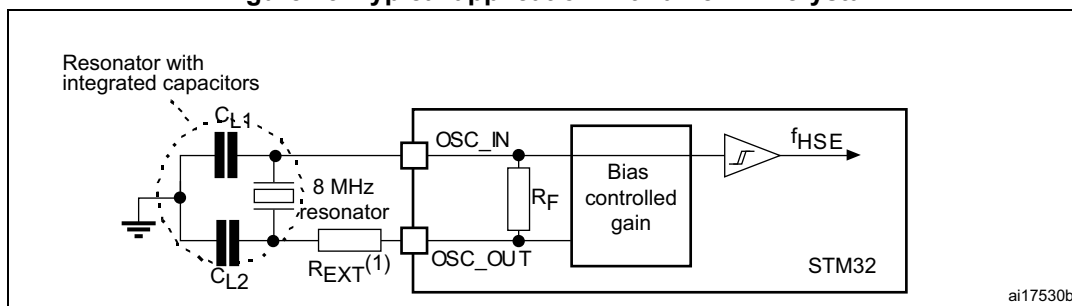 Resonator with
integrated capacitors
CL1
OSC_IN
fHSE
8 MHz
resonator
RF
Bias
controlled
gain
REXT(1)
OSC_OUT
STM32
CL2
ai17530b